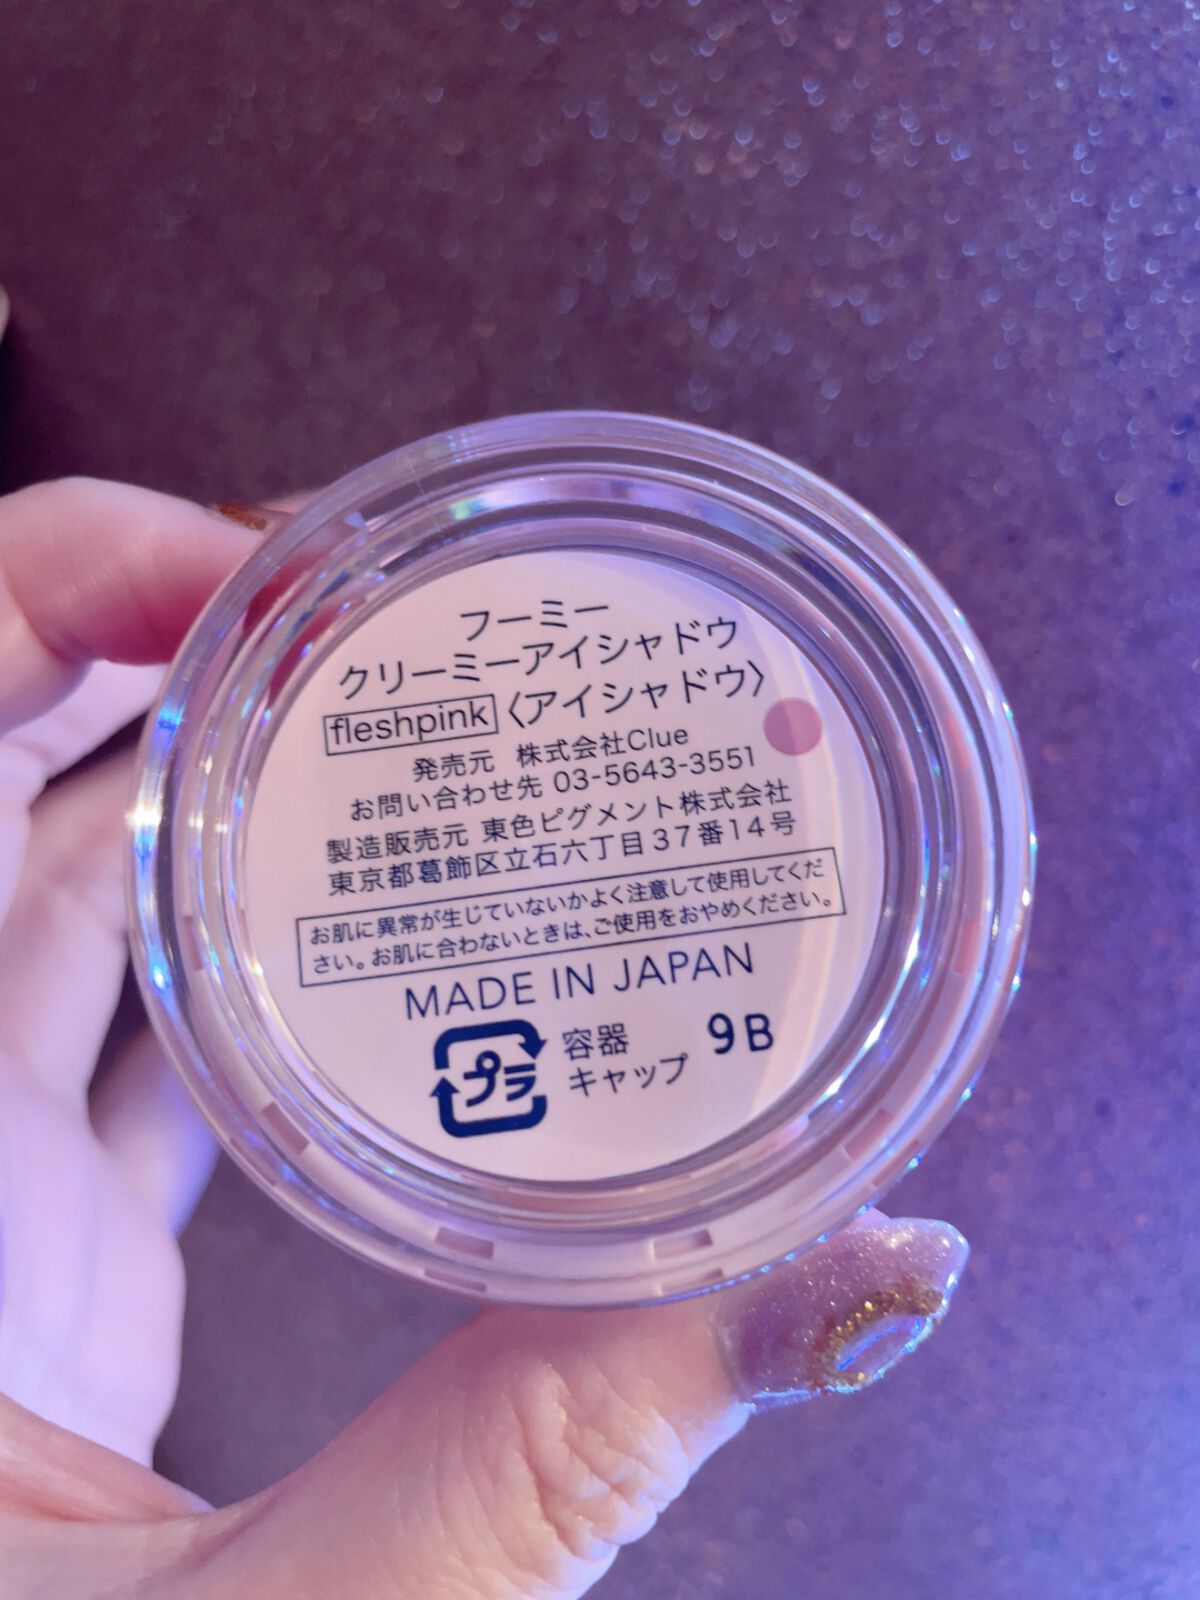 フーミー
クリーミーアイシャドウ
fleshpink 〈アイシャドウ〉
発売元 株式会社Clue
お問い合わせ先 03-5643-3551
製造販売元 東色ピグメント株式会社
東京都葛飾区立石六丁目37番14号
お肌に異常が生じていないかよく注意して使用してくだ
さい。お肌に合わないときは、ご使用をおやめください。
MADE IN JAPAN
プラ 容器 9B
キャップ